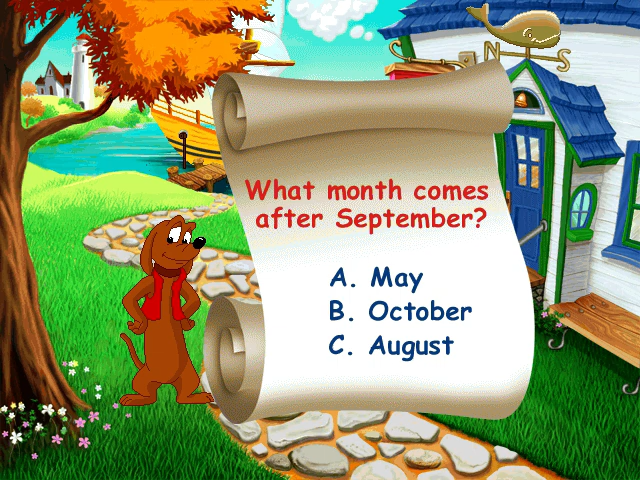 N S
What month comes
after September?
A. May
B. October
C. August